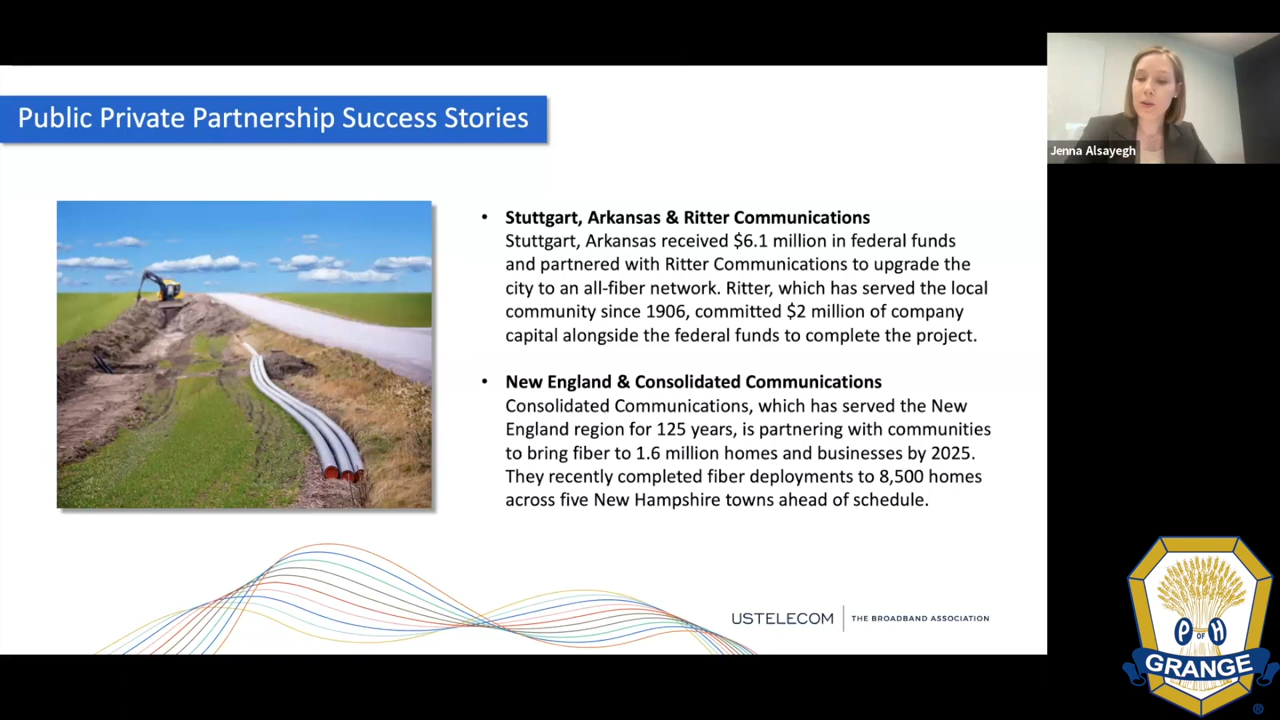 Public Private Partnership Success Stories
Jenna Alsayegh
• Stuttgart, Arkansas & Ritter Communications
Stuttgart, Arkansas received $6.1 million in federal funds
and partnered with Ritter Communications to upgrade the
city to an all-fiber network. Ritter, which has served the local
community since 1906, committed $2 million of company
capital alongside the federal funds to complete the project.
• New England & Consolidated Communications
Consolidated Communications, which has served the New
England region for 125 years, is partnering with communities
to bring fiber to 1.6 million homes and businesses by 2025.
They recently completed fiber deployments to 8,500 homes
across five New Hampshire towns ahead of schedule.
USTELECOM | THE BROADBAND ASSOCIATION
P OF H
GRANGE
®